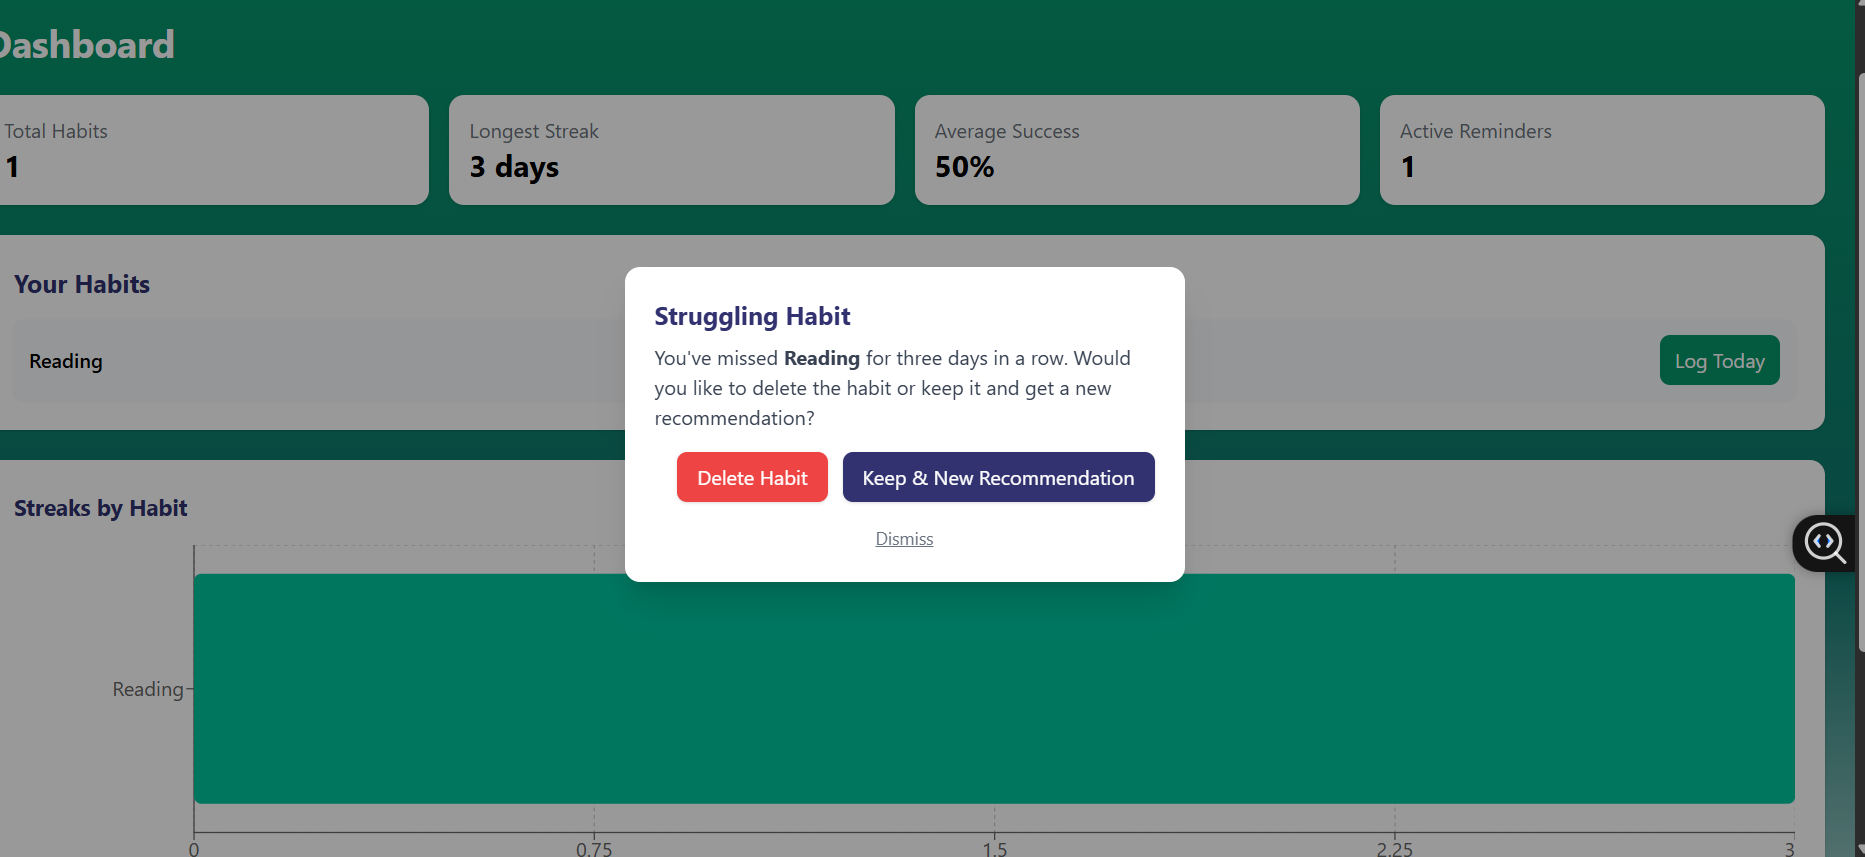 Dashboard
Total Habits
1
Longest Streak
3 days
Average Success
50%
Active Reminders
1
Your Habits
Reading
Log Today
Struggling Habit
You've missed Reading for three days in a row. Would
you like to delete the habit or keep it and get a new
recommendation?
Delete Habit
Keep & New Recommendation
Dismiss
Streaks by Habit
Reading
0
0.75
1.5
2.25
3